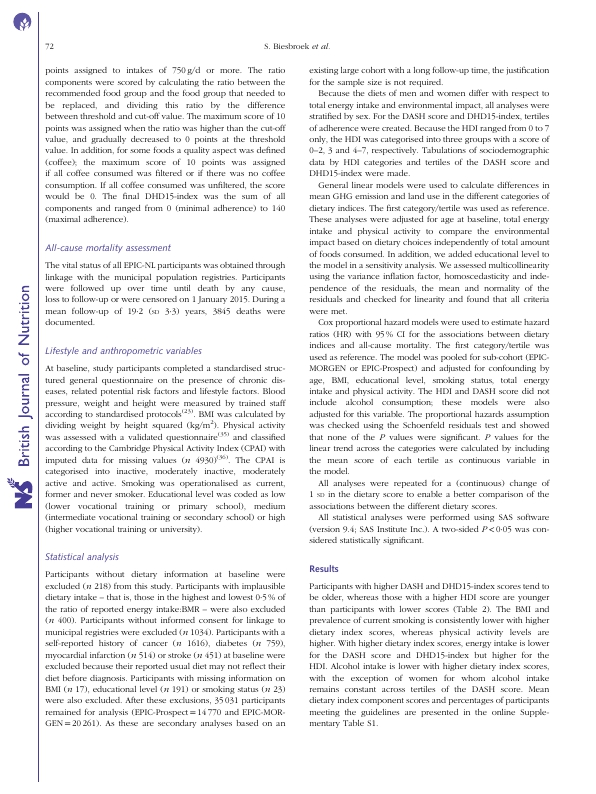 72
S. Biesbroek et al.
points assigned to intakes of 750 g/d or more. The ratio
components were scored by calculating the ratio between the
recommended food group and the food group that needed to
be replaced, and dividing this ratio by the difference
between threshold and cut-off value. The maximum score of 10
points was assigned when the ratio was higher than the cut-off
value, and gradually decreased to 0 points at the threshold
value. In addition, for some foods a quality aspect was defined
(coffee); the maximum score of 10 points was assigned
if all coffee consumed was filtered or if there was no coffee
consumption. If all coffee consumed was unfiltered, the score
would be 0. The final DHD15-index was the sum of all
components and ranged from 0 (minimal adherence) to 140
(maximal adherence).
All-cause mortality assessment
The vital status of all EPIC-NL participants was obtained through
linkage with the municipal population registries. Participants
were followed up over time until death by any cause,
loss to follow-up or were censored on 1 January 2015. During a
mean follow-up of 19·2 (SD 3·3) years, 3845 deaths were
documented.
Lifestyle and anthropometric variables
At baseline, study participants completed a standardised struc-
tured general questionnaire on the presence of chronic dis-
eases, related potential risk factors and lifestyle factors. Blood
pressure, weight and height were measured by trained staff
according to standardised protocols(23). BMI was calculated by
dividing weight by height squared (kg/m2). Physical activity
was assessed with a validated questionnaire(35) and classified
according to the Cambridge Physical Activity Index (CPAI) with
imputed data for missing values (n 4930)(36). The CPAI is
categorised into inactive, moderately inactive, moderately
active and active. Smoking was operationalised as current,
former and never smoker. Educational level was coded as low
(lower vocational training or primary school), medium
(intermediate vocational training or secondary school) or high
(higher vocational training or university).
Statistical analysis
Participants without dietary information at baseline were
excluded (n 218) from this study. Participants with implausible
dietary intake – that is, those in the highest and lowest 0·5 % of
the ratio of reported energy intake:BMR – were also excluded
(n 400). Participants without informed consent for linkage to
municipal registries were excluded (n 1034). Participants with a
self-reported history of cancer (n 1616), diabetes (n 759),
myocardial infarction (n 514) or stroke (n 451) at baseline were
excluded because their reported usual diet may not reflect their
diet before diagnosis. Participants with missing information on
BMI (n 17), educational level (n 191) or smoking status (n 23)
were also excluded. After these exclusions, 35 031 participants
remained for analysis (EPIC-Prospect = 14 770 and EPIC-MOR-
GEN = 20 261). As these are secondary analyses based on an
existing large cohort with a long follow-up time, the justification
for the sample size is not required.
Because the diets of men and women differ with respect to
total energy intake and environmental impact, all analyses were
stratified by sex. For the DASH score and DHD15-index, tertiles
of adherence were created. Because the HDI ranged from 0 to 7
only, the HDI was categorised into three groups with a score of
0–2, 3 and 4–7, respectively. Tabulations of sociodemographic
data by HDI categories and tertiles of the DASH score and
DHD15-index were made.
General linear models were used to calculate differences in
mean GHG emission and land use in the different categories of
dietary indices. The first category/tertile was used as reference.
These analyses were adjusted for age at baseline, total energy
intake and physical activity to compare the environmental
impact based on dietary choices independently of total amount
of foods consumed. In addition, we added educational level to
the model in a sensitivity analysis. We assessed multicollinearity
using the variance inflation factor, homoscedasticity and inde-
pendence of the residuals, the mean and normality of the
residuals and checked for linearity and found that all criteria
were met.
Cox proportional hazard models were used to estimate hazard
ratios (HR) with 95 % CI for the associations between dietary
indices and all-cause mortality. The first category/tertile was
used as reference. The model was pooled for sub-cohort (EPIC-
MORGEN or EPIC-Prospect) and adjusted for confounding by
age, BMI, educational level, smoking status, total energy
intake and physical activity. The HDI and DASH score did not
include alcohol consumption; these models were also
adjusted for this variable. The proportional hazards assumption
was checked using the Schoenfeld residuals test and showed
that none of the P values were significant. P values for the
linear trend across the categories were calculated by including
the mean score of each tertile as continuous variable in
the model.
All analyses were repeated for a (continuous) change of
1 SD in the dietary score to enable a better comparison of the
associations between the different dietary scores.
All statistical analyses were performed using SAS software
(version 9.4; SAS Institute Inc.). A two-sided P < 0·05 was con-
sidered statistically significant.
Results
Participants with higher DASH and DHD15-index scores tend to
be older, whereas those with a higher HDI score are younger
than participants with lower scores (Table 2). The BMI and
prevalence of current smoking is consistently lower with higher
dietary index scores, whereas physical activity levels are
higher. With higher dietary index scores, energy intake is lower
for the DASH score and DHD15-index but higher for the
HDI. Alcohol intake is lower with higher dietary index scores,
with the exception of women for whom alcohol intake
remains constant across tertiles of the DASH score. Mean
dietary index component scores and percentages of participants
meeting the guidelines are presented in the online Supple-
mentary Table S1.
British Journal of Nutrition
NS